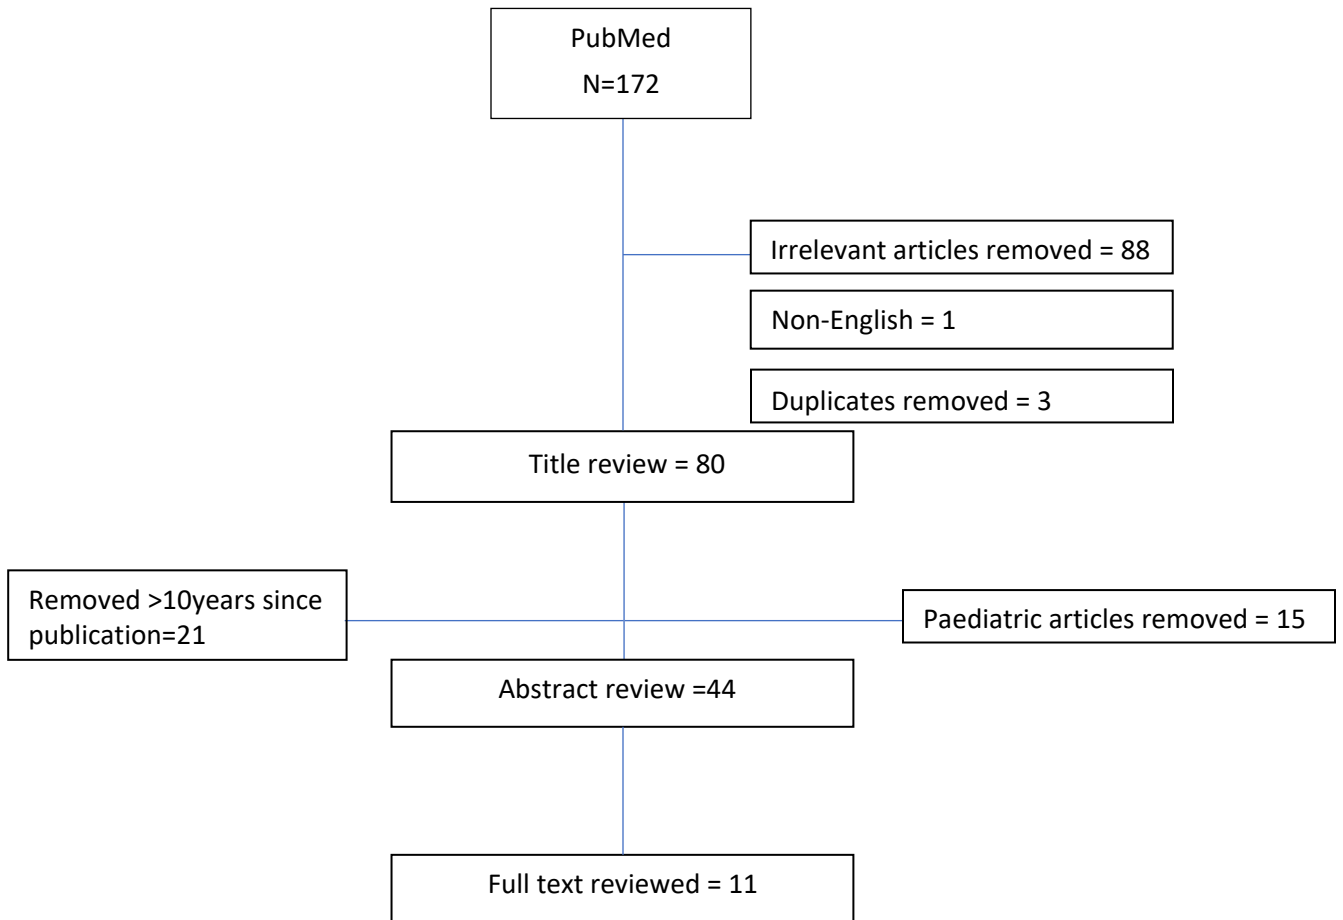 PubMed
N=172
Irrelevant articles removed = 88
Non-English = 1
Duplicates removed = 3
Title review = 80
Removed >10years since
publication=21
Paediatric articles removed = 15
Abstract review =44
Full text reviewed = 11